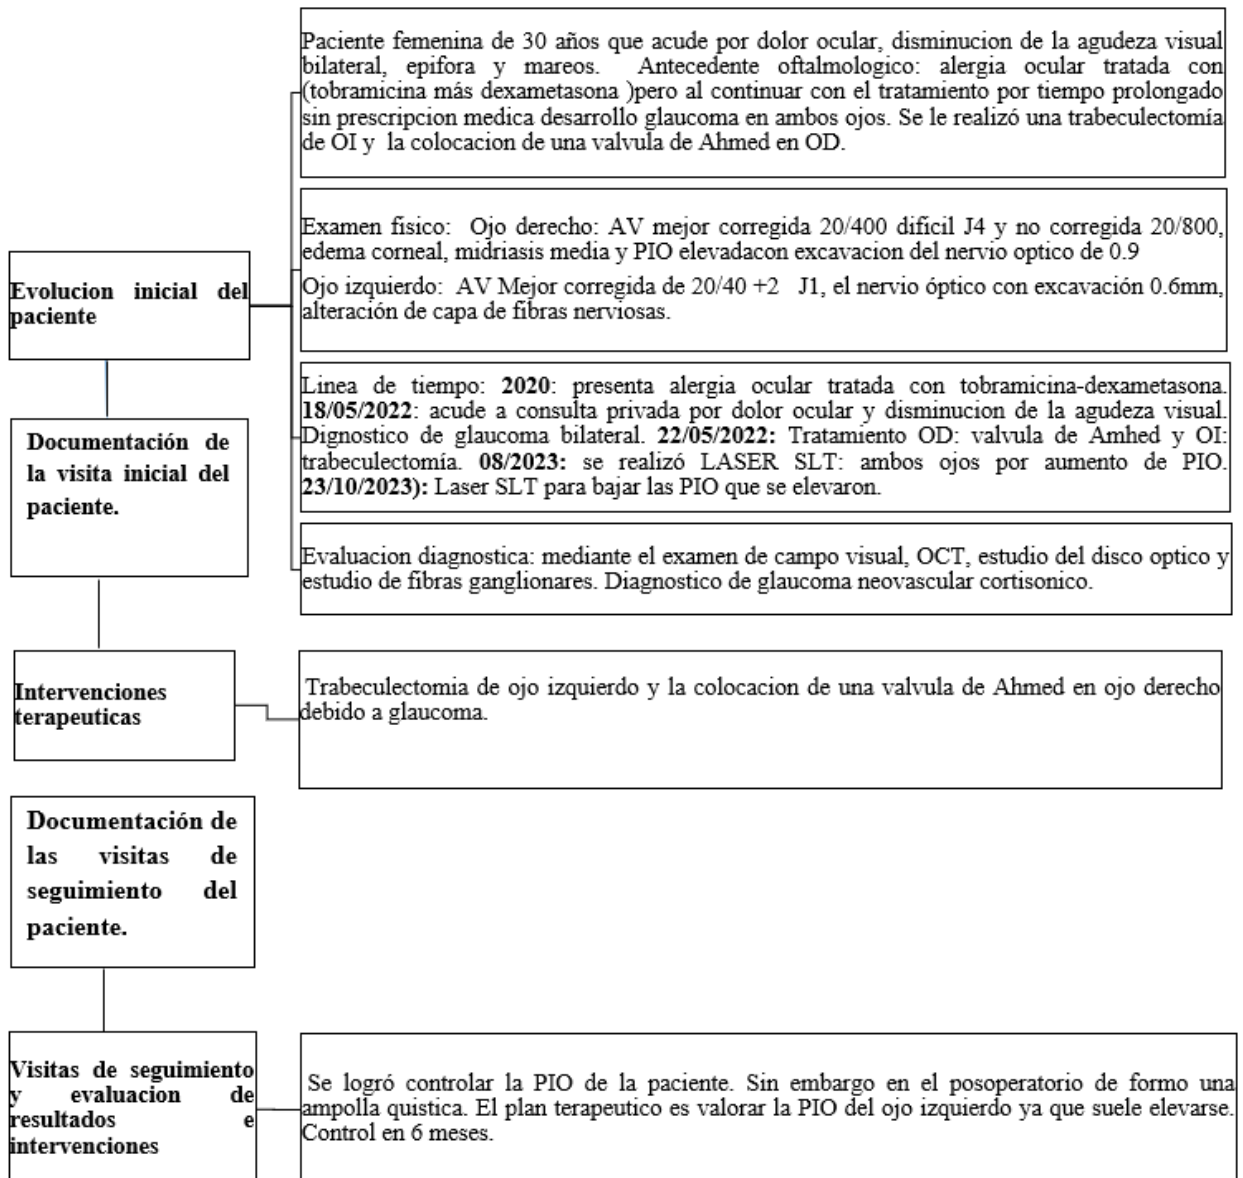 Paciente femenina de 30 años que acude por dolor ocular, disminucion de la agudeza visual
bilateral, epifora y mareos. Antecedente oftalmologico: alergia ocular tratada con
(tobramicina más dexametasona )pero al continuar con el tratamiento por tiempo prolongado
sin prescripcion medica desarrollo glaucoma en ambos ojos. Se le realizó una trabeculectomía
de OI y la colocacion de una valvula de Ahmed en OD.
Examen fisico: Ojo derecho: AV mejor corregida 20/400 dificil J4 y no corregida 20/800,
edema corneal, midriasis media y PIO elevadacon excavacion del nervio optico de 0.9
Ojo izquierdo: AV Mejor corregida de 20/40 +2 J1, el nervio óptico con excavación 0.6mm,
alteración de capa de fibras nerviosas.
Evolucion inicial del
paciente
Linea de tiempo: 2020: presenta alergia ocular tratada con tobramicina-dexametasona.
18/05/2022: acude a consulta privada por dolor ocular y disminucion de la agudeza visual.
Dignostico de glaucoma bilateral. 22/05/2022: Tratamiento OD: valvula de Amhed y OI:
trabeculectomía. 08/2023: se realizó LASER SLT: ambos ojos por aumento de PIO.
23/10/2023): Laser SLT para bajar las PIO que se elevaron.
Documentación de
la visita inicial del
paciente.
Evaluacion diagnostica: mediante el examen de campo visual, OCT, estudio del disco optico y
estudio de fibras ganglionares. Diagnostico de glaucoma neovascular cortisonico.
Intervenciones
terapeuticas
Trabeculectomia de ojo izquierdo y la colocacion de una valvula de Ahmed en ojo derecho
debido a glaucoma.
Documentación de
las visitas de
seguimiento del
paciente.
Visitas de seguimiento
y evaluacion de
resultados e
intervenciones
Se logró controlar la PIO de la paciente. Sin embargo en el posoperatorio de formo una
ampolla quistica. El plan terapeutico es valorar la PIO del ojo izquierdo ya que suele elevarse.
Control en 6 meses.